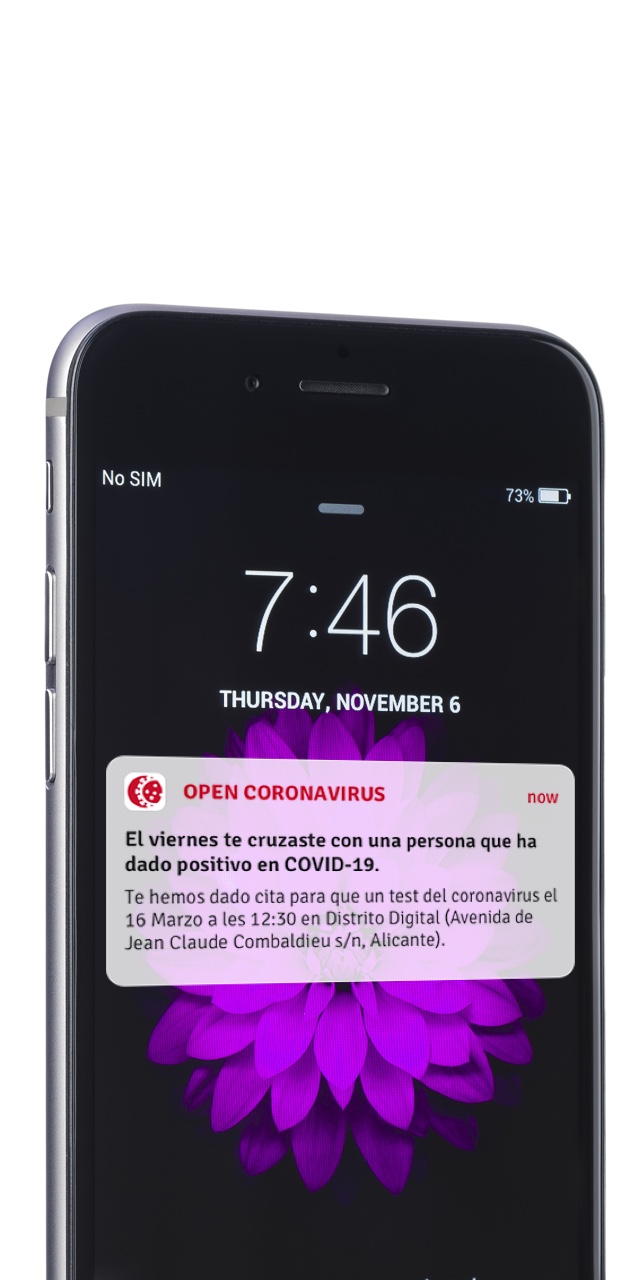 No SIM
73%
7:46
THURSDAY, NOVEMBER 6
OPEN CORONAVIRUS
now
El viernes te cruzaste con una persona que ha
dado positivo en COVID-19.
Te hemos dado cita para que un test del coronavirus el
16 Marzo a les 12:30 en Distrito Digital (Avenida de
Jean Claude Combaldieu s/n, Alicante).